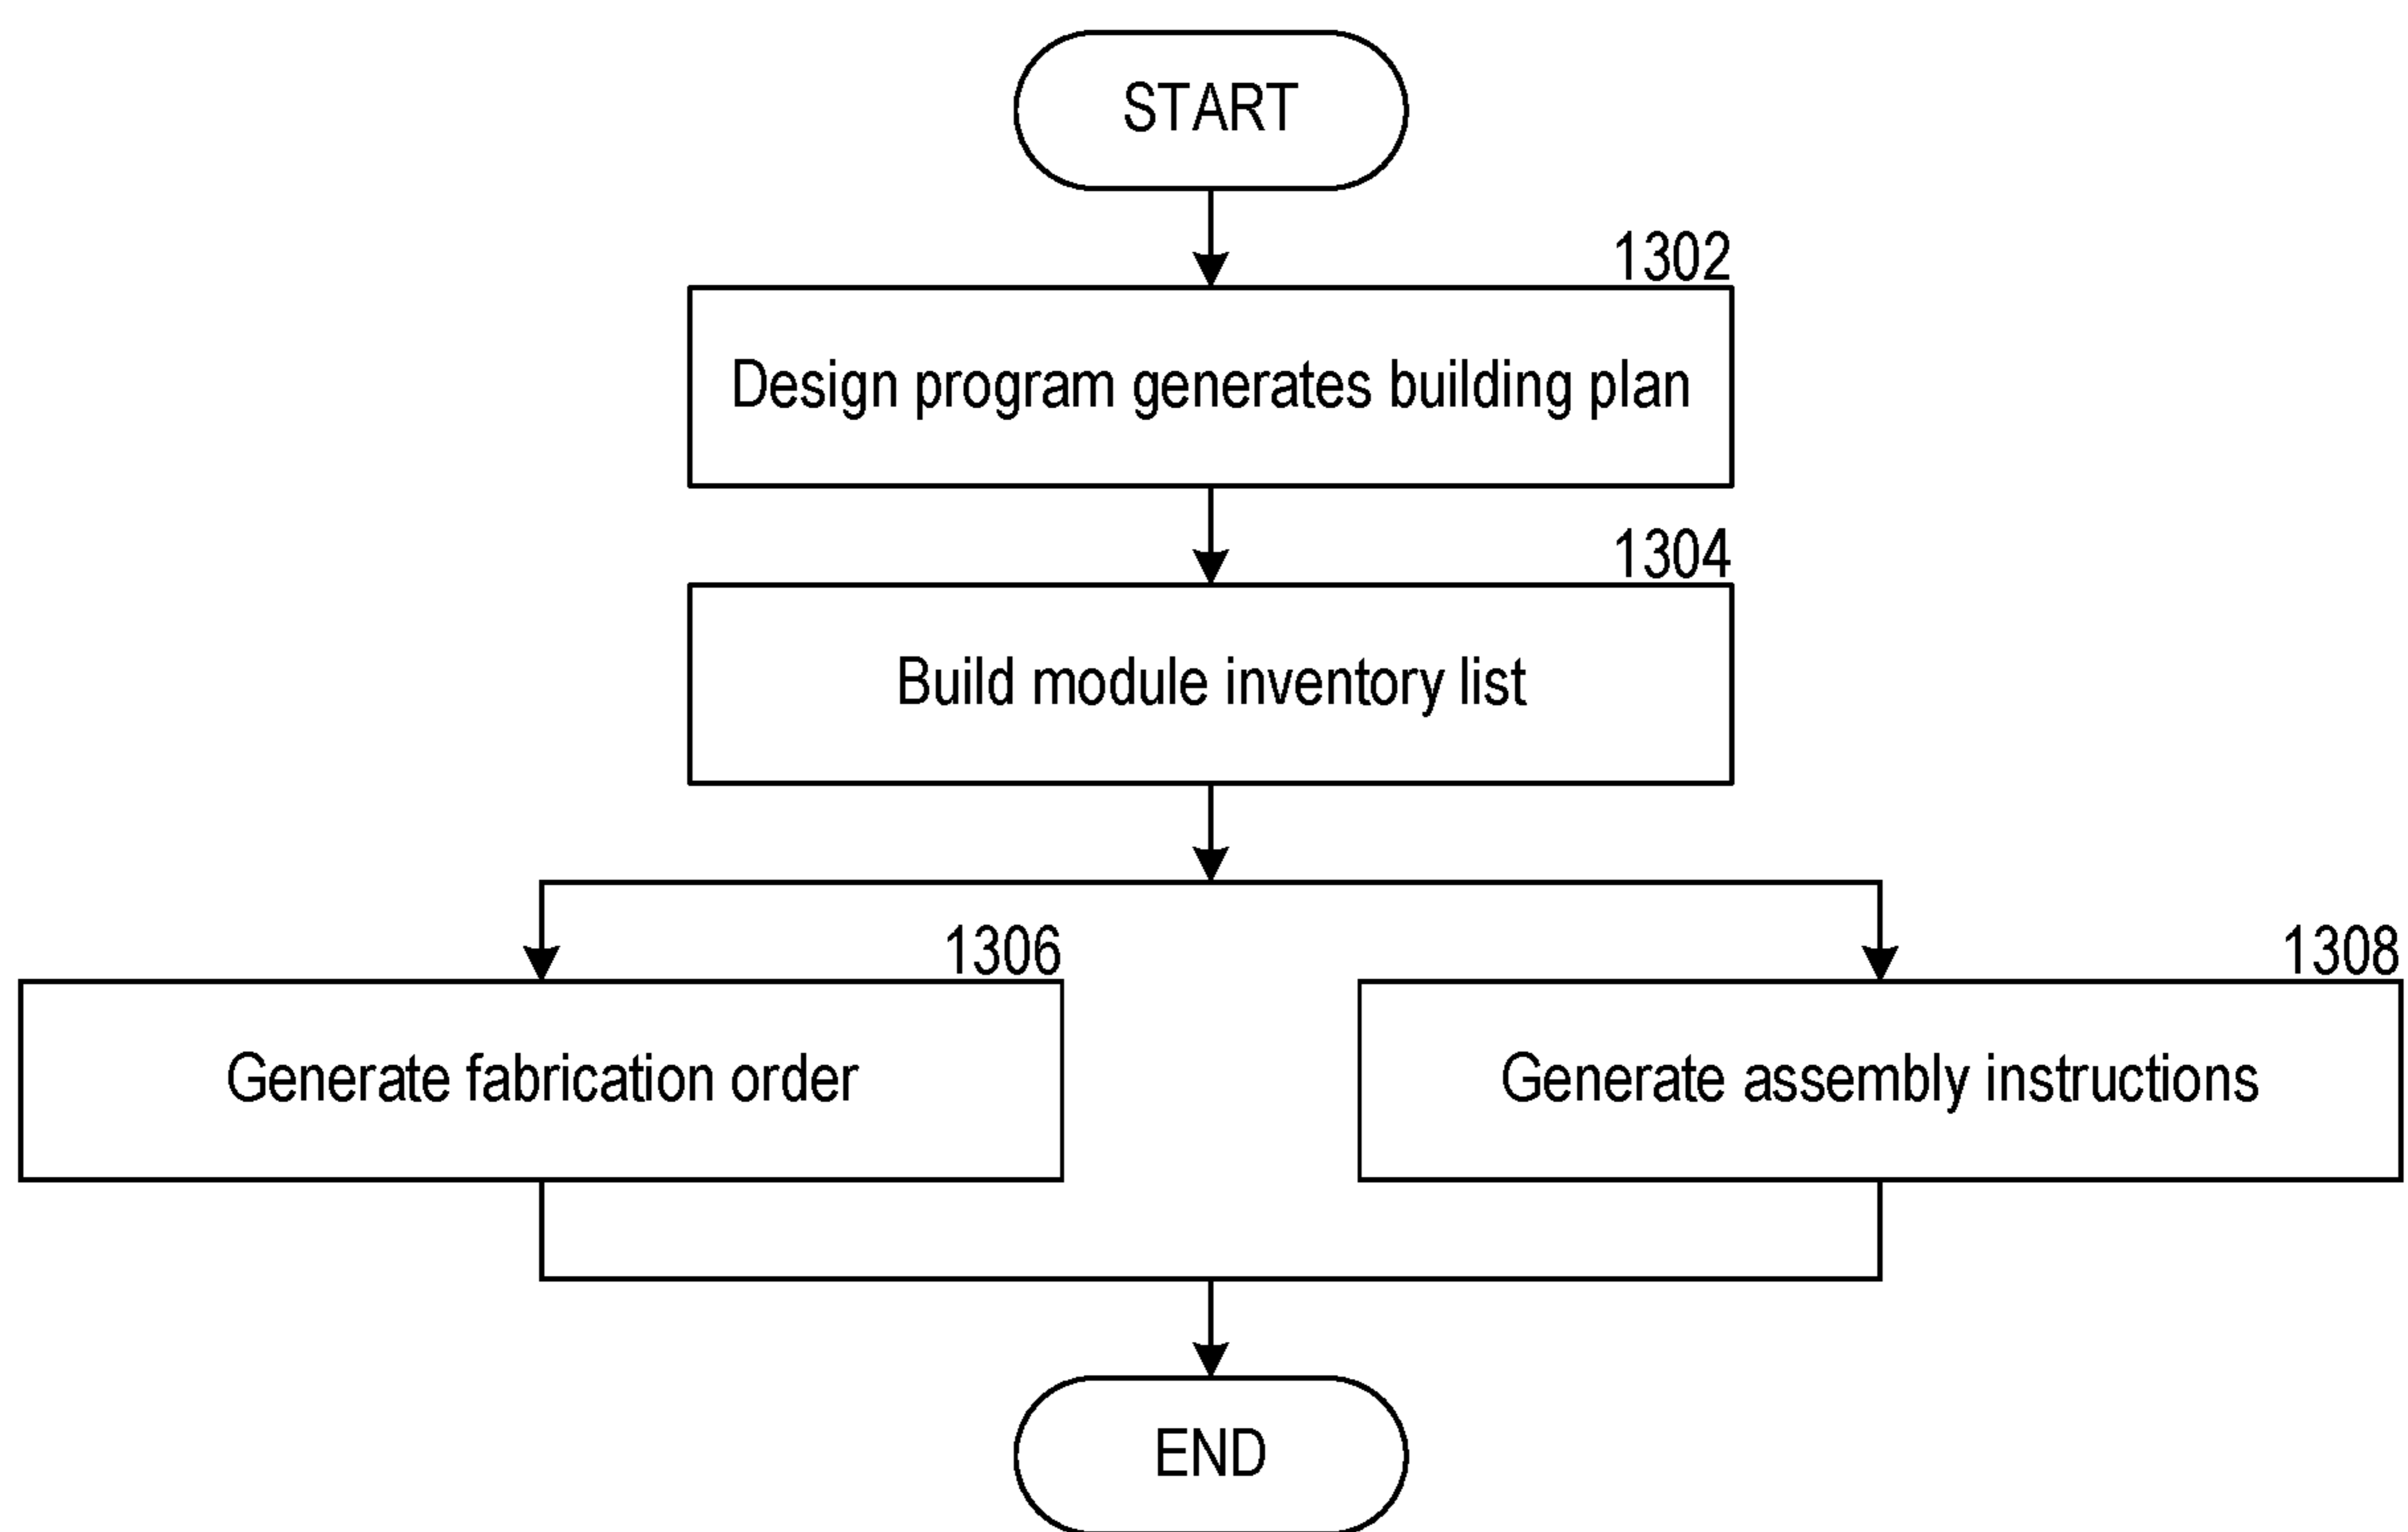 START
1302
Design program generates building plan
1304
Build module inventory list
1306
Generate fabrication order
1308
Generate assembly instructions
END